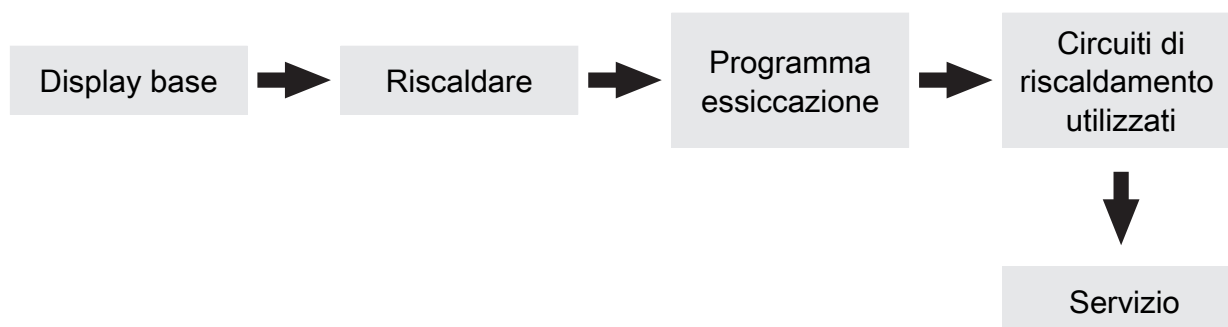 Display base
Riscaldare
Programma
essiccazione
Circuiti di
riscaldamento
utilizzati
Servizio